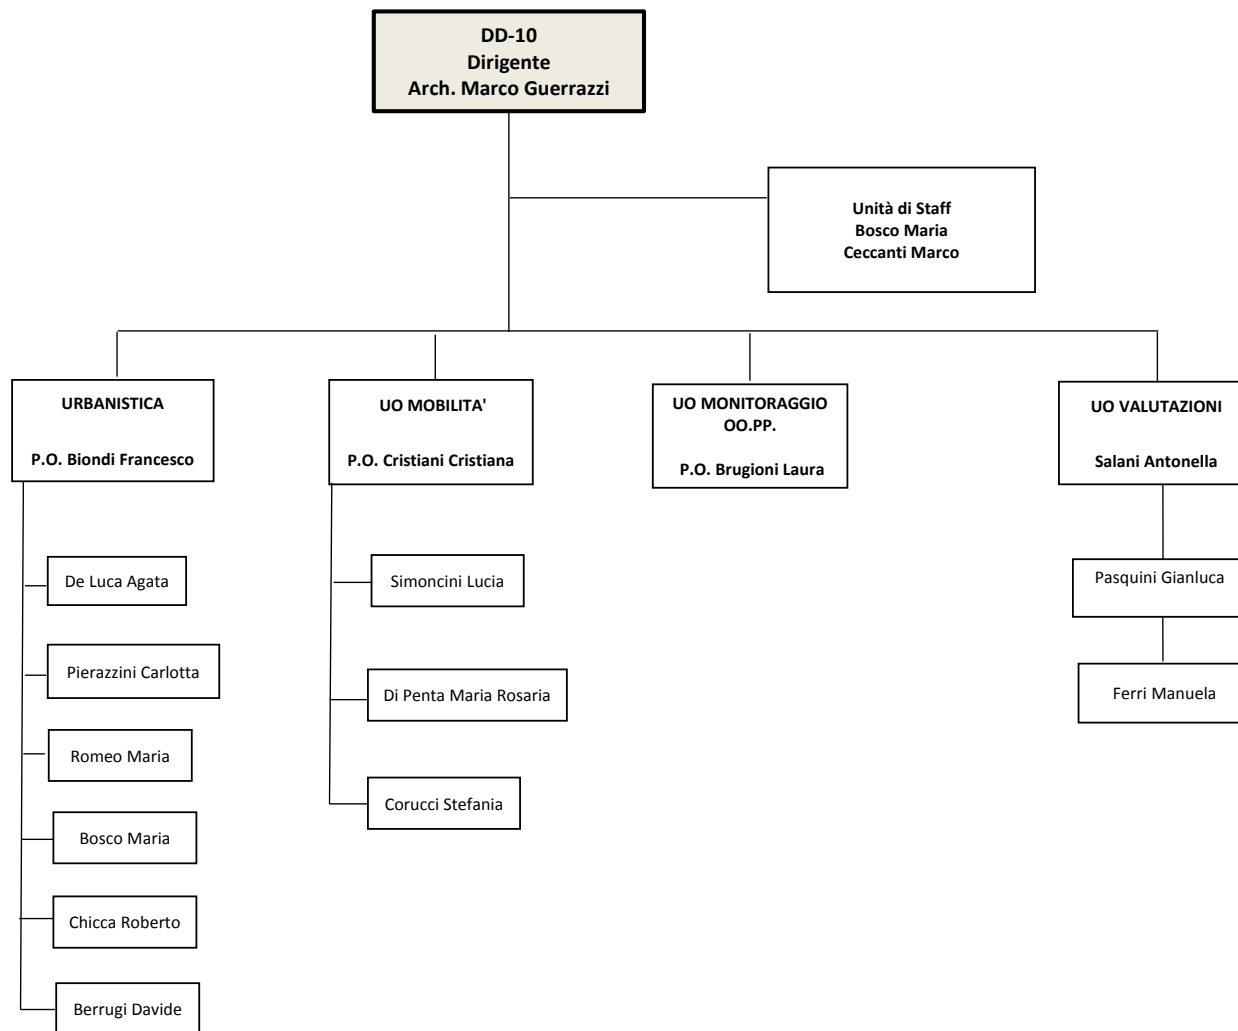 DD-10
Dirigente
Arch. Marco Guerrazzi
Unità di Staff
Bosco Maria
Ceccanti Marco
URBANISTICA
P.O. Biondi Francesco
UO MOBILITA'
P.O. Cristiani Cristiana
UO MONITORAGGIO
OO.PP.
P.O. Brugioni Laura
UO VALUTAZIONI
Salani Antonella
De Luca Agata
Pierazzini Carlotta
Romeo Maria
Bosco Maria
Chicca Roberto
Berrugi Davide
Simoncini Lucia
Di Penta Maria Rosaria
Corucci Stefania
Pasquini Gianluca
Ferri Manuela